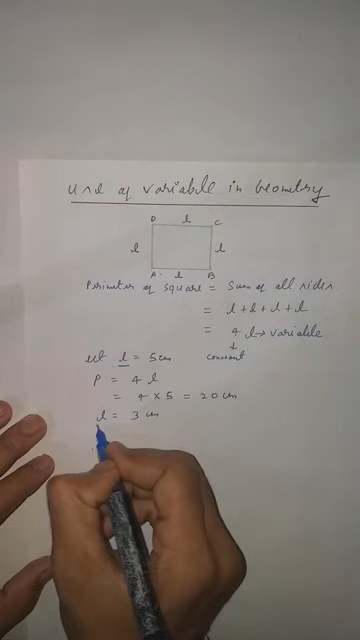 Use of variable in Geometry
D l C
l l
A l B
Perimeter of square = Sum of all sides
= l + l + l + l
= 4 l → variable
↓
constant
Let l = 5 cm
P = 4 l
= 4 × 5 = 20 cm
l = 3 cm